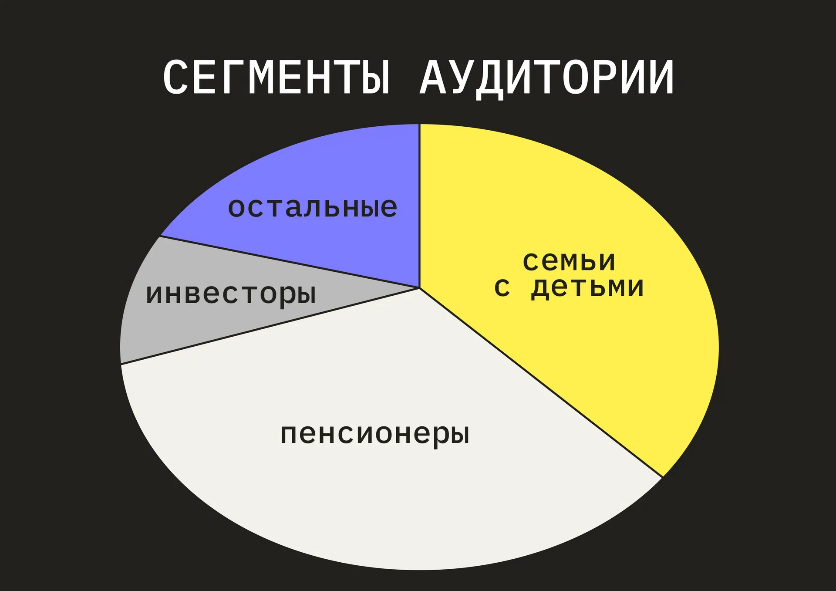 СЕГМЕНТЫ АУДИТОРИИ
остальные
семьи
с детьми
инвесторы
пенсионеры